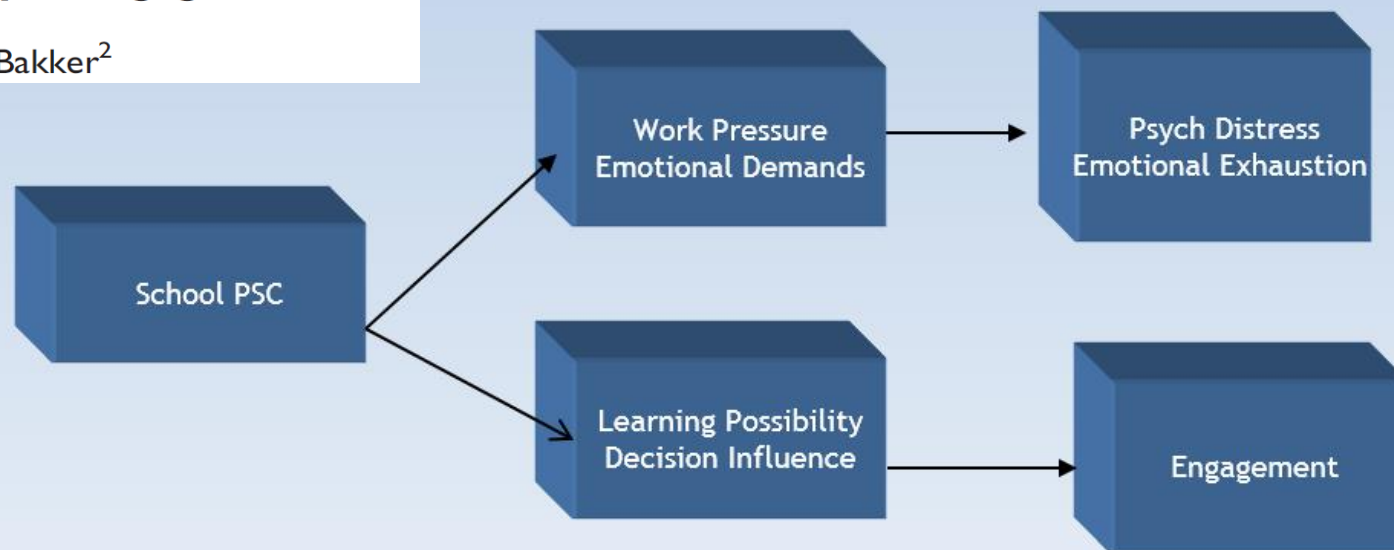 Bakker2
Work Pressure
Emotional Demands
Psych Distress
Emotional Exhaustion
School PSC
Learning Possibility
Decision Influence
Engagement